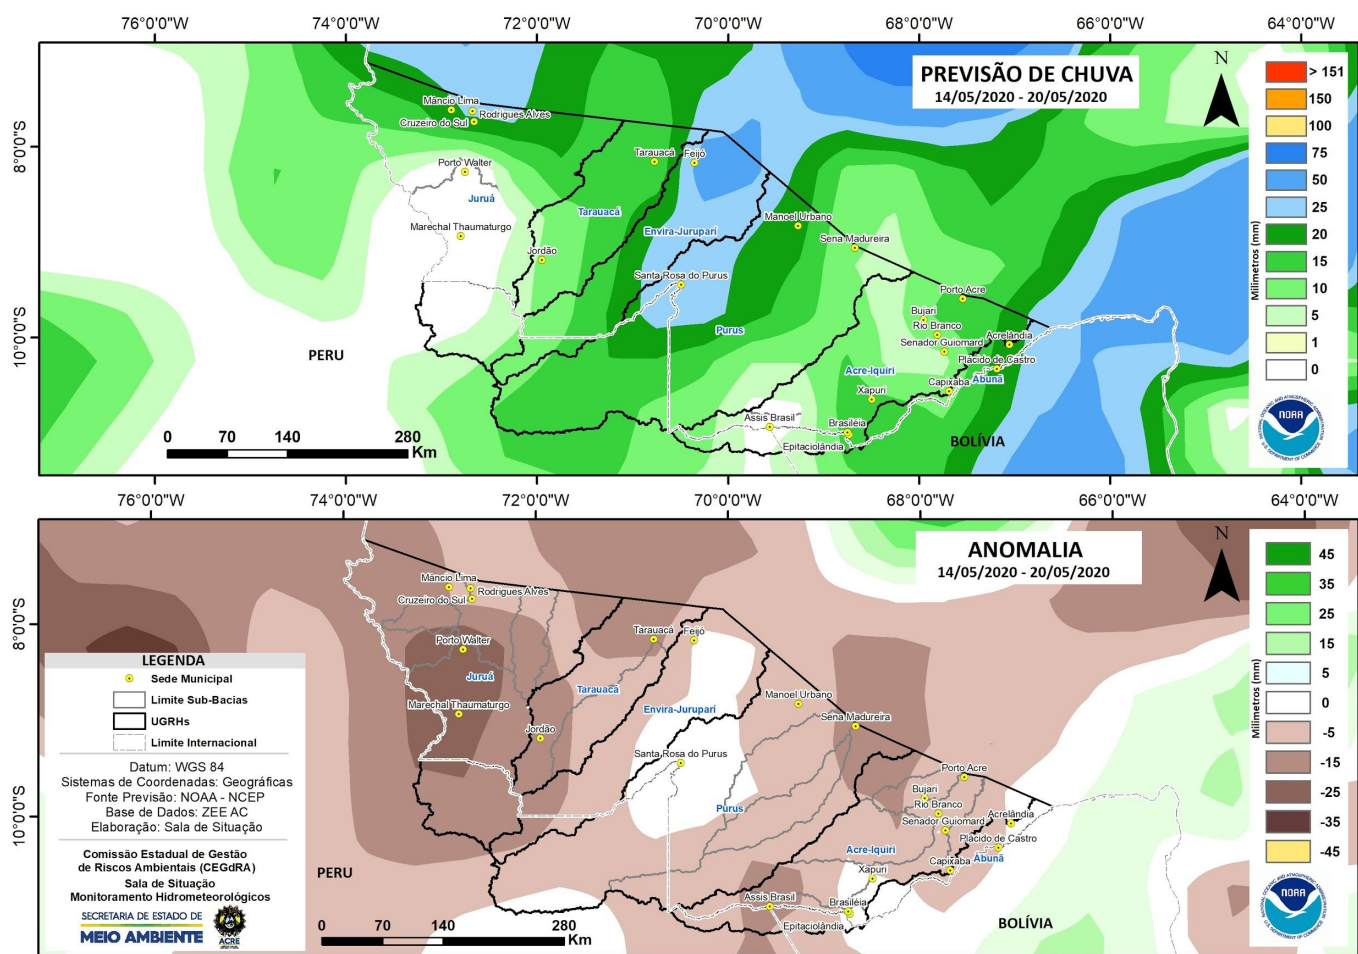 76°0'0"W 74°0'0"W 72°0'0"W 70°0'0"W 68°0'0"W 66°0'0"W 64°0'0"W
8°0'0"S
10°0'0"S
PREVISÃO DE CHUVA
14/05/2020 - 20/05/2020
N
Milimetros (mm)
> 151
150
100
75
50
25
20
15
10
5
1
0
Mâncio Lima
Rodrigues Alves
Cruzeiro do Sul
Porto Walter
Juruá
Marechal Thaumaturgo
Jordão
Tarauacá
Feijó
Tarauacá
Envira-Jurupari
Manoel Urbano
Sena Madureira
Santa Rosa do Purus
Purus
Porto Acre
Bujari
Rio Branco
Senador Guiomard
Acrelândia
Plácido de Castro
Abunã
Acre-Iquiri
Capixaba
Xapuri
Assis Brasil
Brasiléia
Epitaciolândia
PERU
BOLÍVIA
0 70 140 280
Km
NOAA
76°0'0"W 74°0'0"W 72°0'0"W 70°0'0"W 68°0'0"W 66°0'0"W 64°0'0"W
8°0'0"S
10°0'0"S
ANOMALIA
14/05/2020 - 20/05/2020
N
Milimetros (mm)
45
35
25
15
5
0
-5
-15
-25
-35
-45
Mâncio Lima
Rodrigues Alves
Cruzeiro do Sul
Porto Walter
Juruá
Marechal Thaumaturgo
Jordão
Tarauacá
Feijó
Tarauacá
Envira-Jurupari
Manoel Urbano
Sena Madureira
Santa Rosa do Purus
Purus
Porto Acre
Bujari
Rio Branco
Senador Guiomard
Acrelândia
Plácido de Castro
Abunã
Acre-Iquiri
Capixaba
Xapuri
Assis Brasil
Brasiléia
Epitaciolândia
PERU
BOLÍVIA
0 70 140 280
Km
NOAA
LEGENDA
Sede Municipal
Limite Sub-Bacias
UGRHs
Limite Internacional
Datum: WGS 84
Sistemas de Coordenadas: Geográficas
Fonte Previsão: NOAA - NCEP
Base de Dados: ZEE AC
Elaboração: Sala de Situação
Comissão Estadual de Gestão
de Riscos Ambientais (CEGdRA)
Sala de Situação
Monitoramento Hidrometeorológicos
SECRETARIA DE ESTADO DE
MEIO AMBIENTE
ACRE